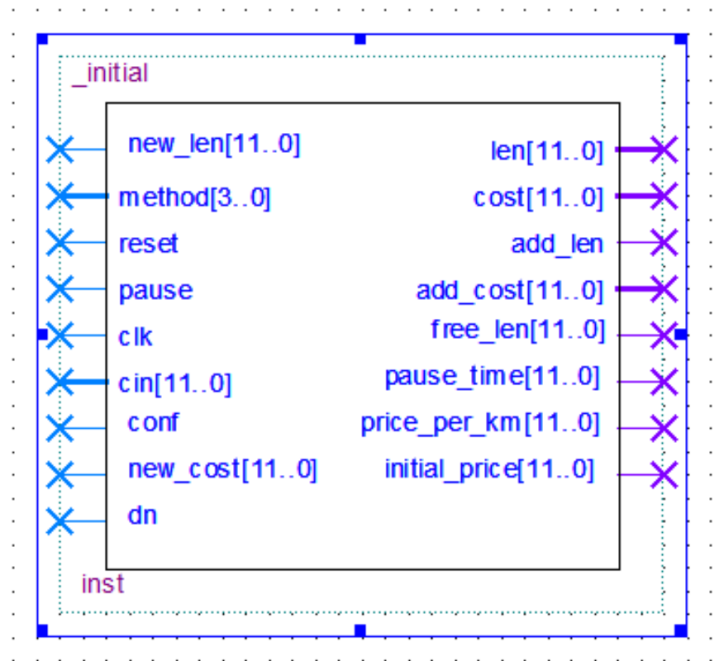 _initial
new_len[11..0]
method[3..0]
reset
pause
clk
cin[11..0]
conf
new_cost[11..0]
dn
len[11..0]
cost[11..0]
add_len
add_cost[11..0]
free_len[11..0]
pause_time[11..0]
price_per_km[11..0]
initial_price[11..0]
inst